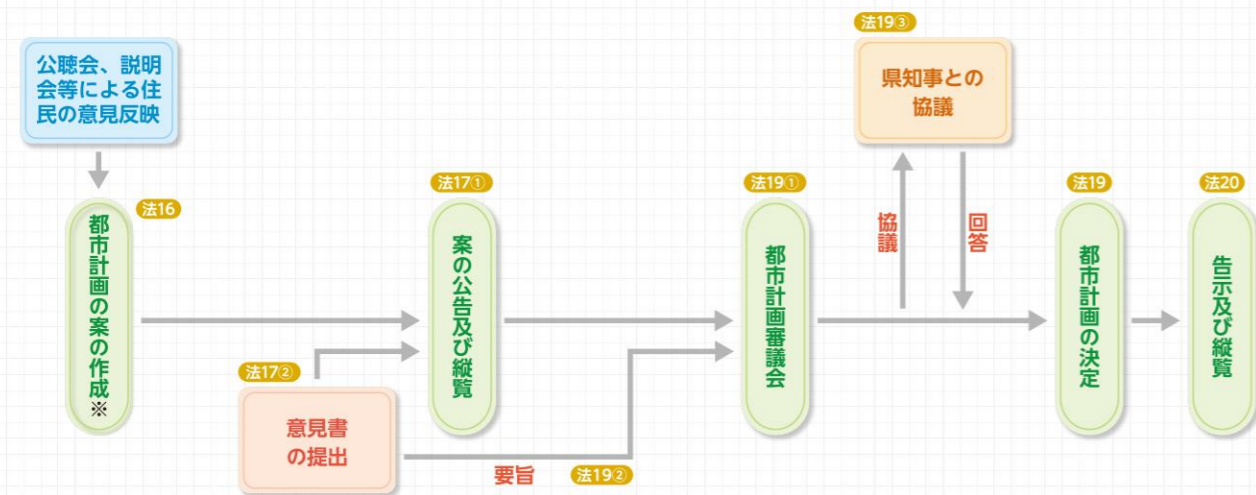 公聴会、説明
会等による住
民の意見反映
法16
都市計画の案の作成※
法17①
案の公告及び縦覧
法17②
意見書
の提出
要旨
法19②
法19①
都市計画審議会
法19③
県知事との
協議
協議
回答
法19
都市計画の決定
法20
告示及び縦覧